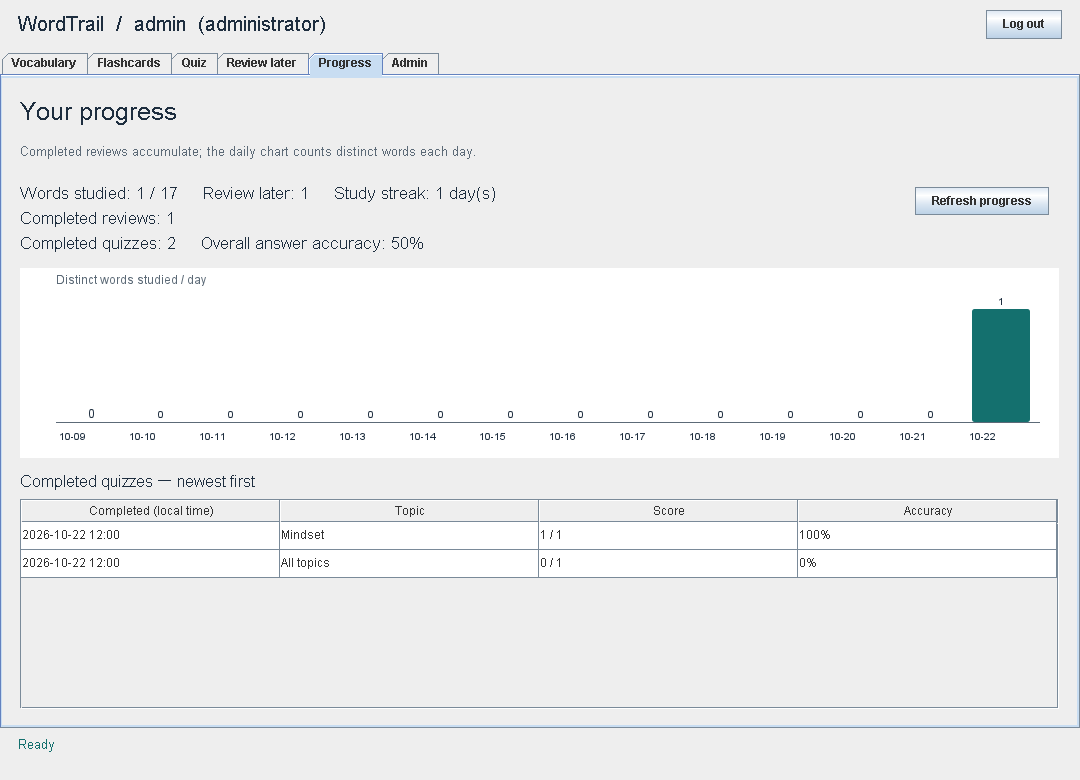 WordTrail / admin (administrator)
Log out
Vocabulary Flashcards Quiz Review later Progress Admin
Your progress
Completed reviews accumulate; the daily chart counts distinct words each day.
Words studied: 1 / 17 Review later: 1 Study streak: 1 day(s)
Refresh progress
Completed reviews: 1
Completed quizzes: 2 Overall answer accuracy: 50%
Distinct words studied / day
1
0 0 0 0 0 0 0 0 0 0 0 0 0
10-09 10-10 10-11 10-12 10-13 10-14 10-15 10-16 10-17 10-18 10-19 10-20 10-21 10-22
Completed quizzes — newest first
Completed (local time) Topic Score Accuracy
2026-10-22 12:00 Mindset 1 / 1 100%
2026-10-22 12:00 All topics 0 / 1 0%
Ready